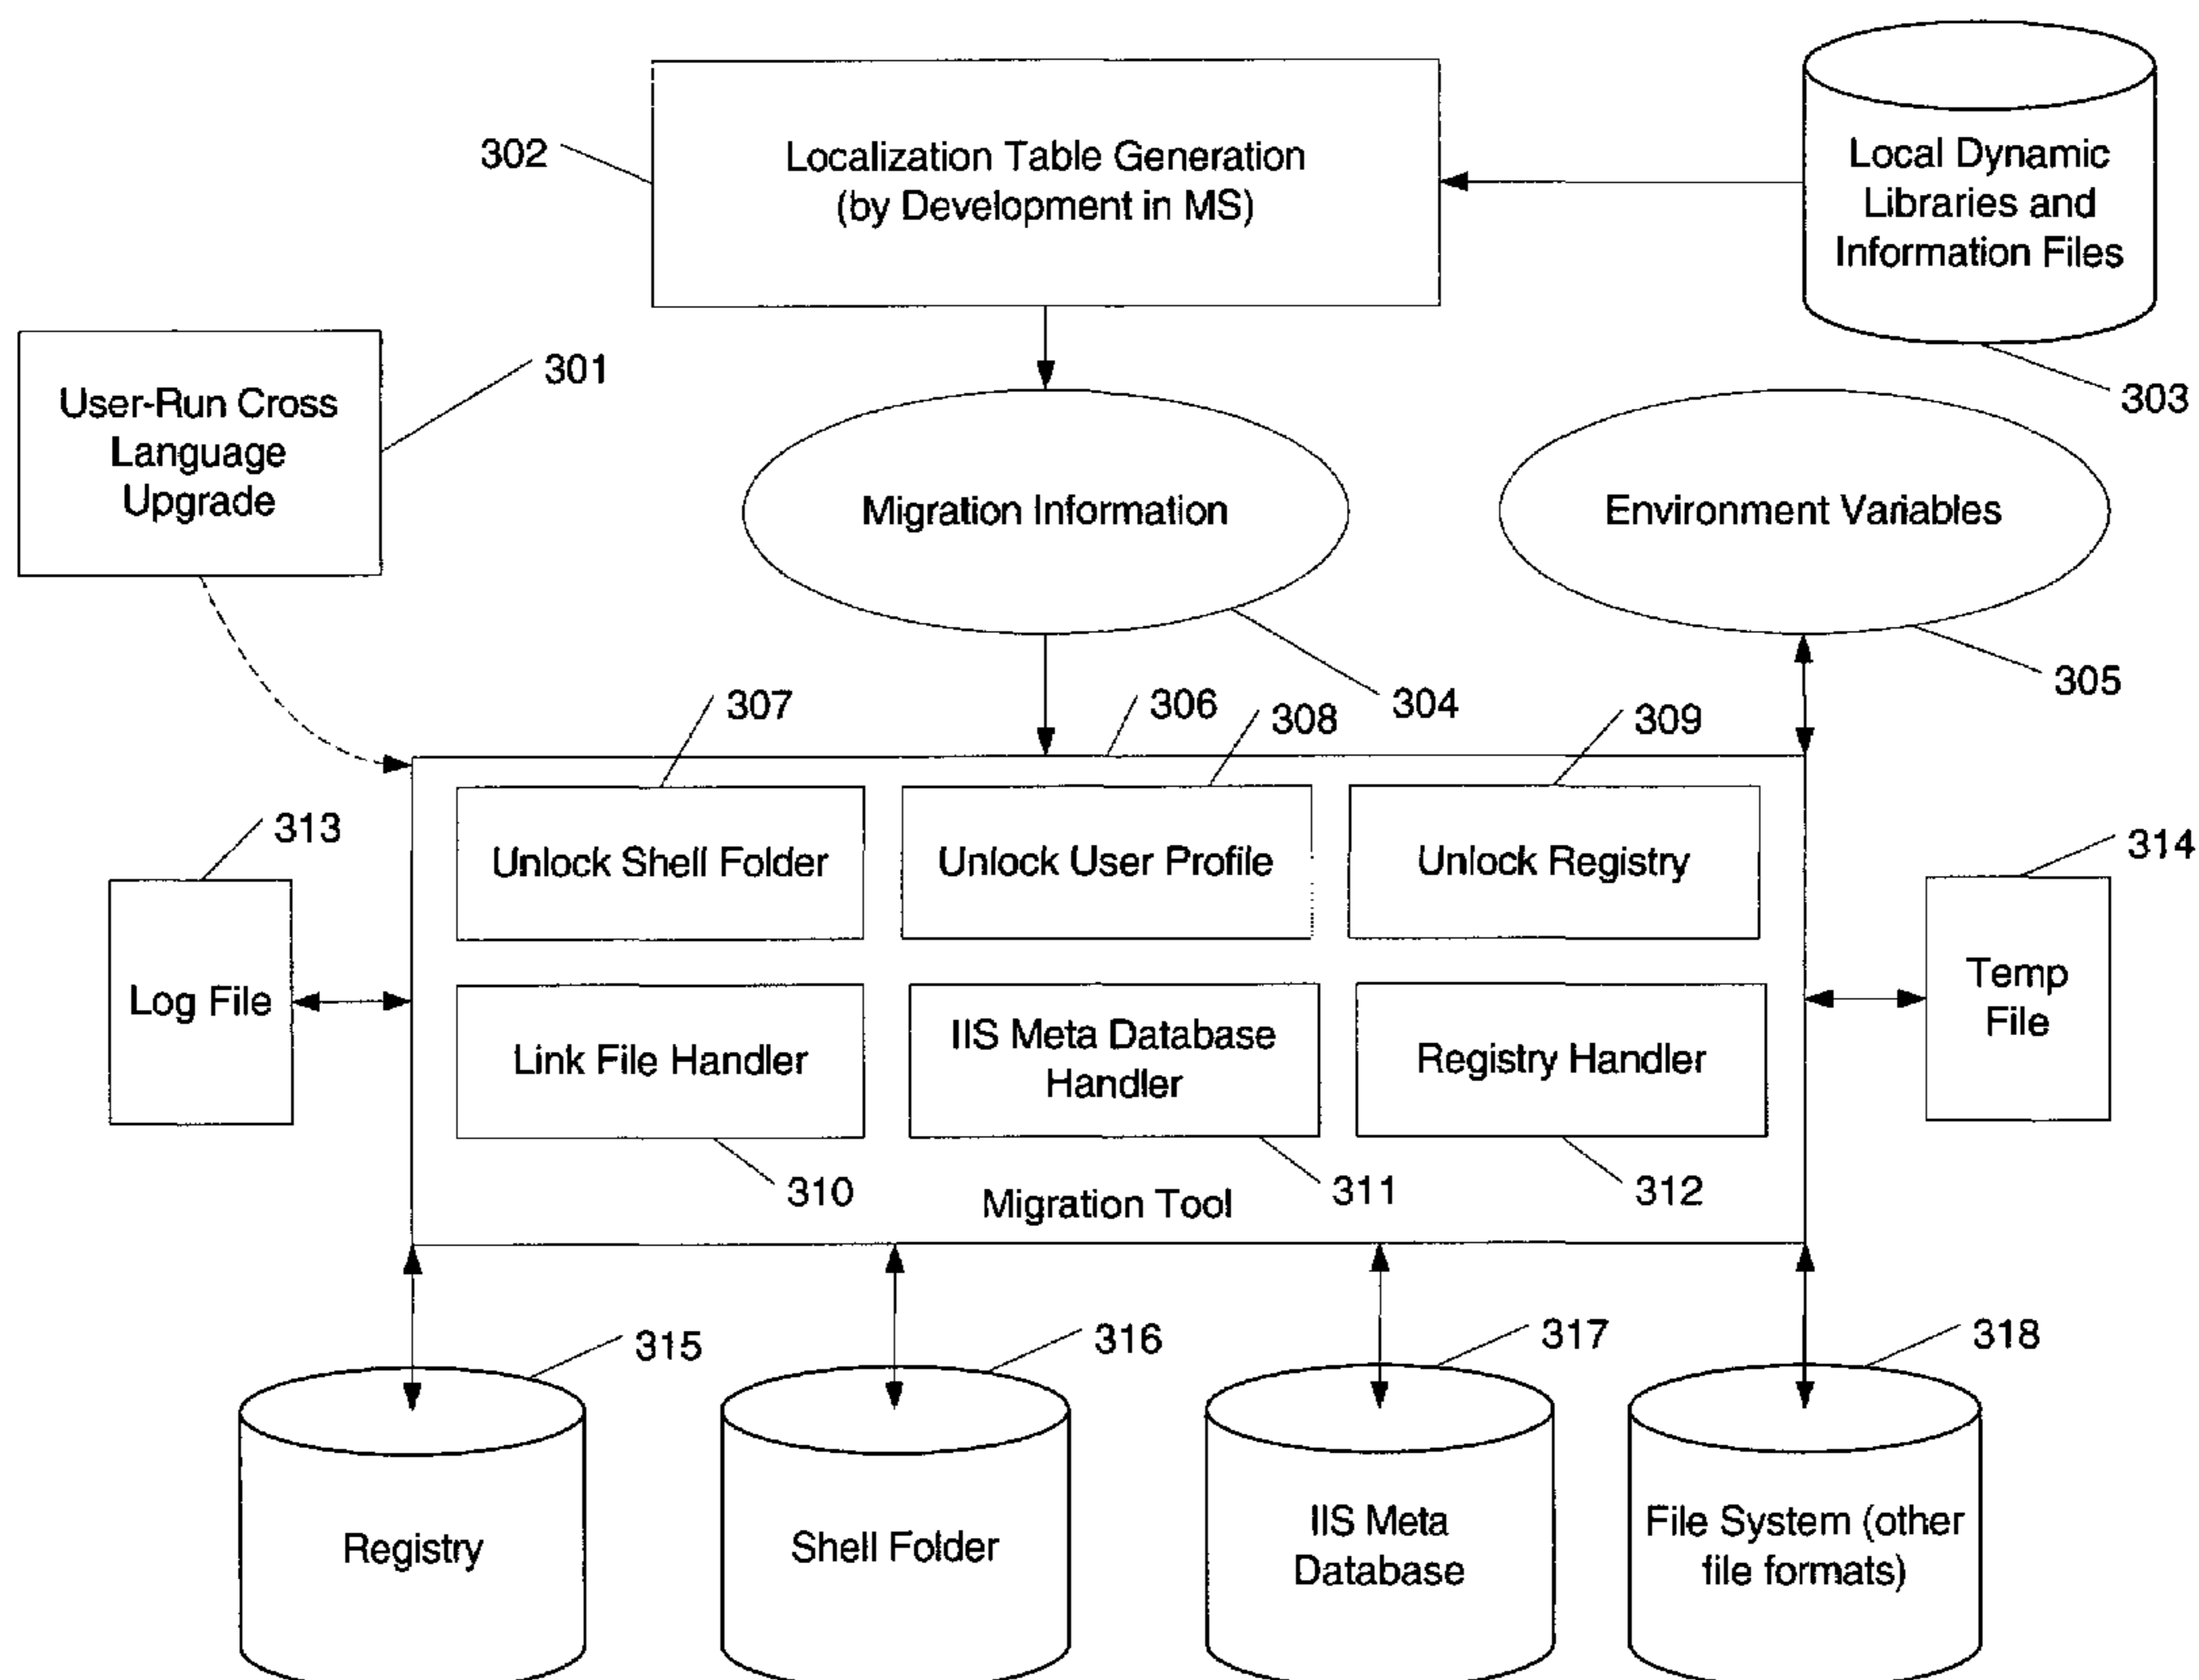 302
Localization Table Generation
(by Development in MS)
Local Dynamic
Libraries and
Information Files
303
User-Run Cross
Language
Upgrade
301
Migration Information
304
Environment Variables
305
307
306
308
309
313
314
Unlock Shell Folder
Unlock User Profile
Unlock Registry
Log File
Temp
File
Link File Handler
IIS Meta Database
Handler
Registry Handler
310
311
312
Migration Tool
315
316
317
318
Registry
Shell Folder
IIS Meta
Database
File System (other
file formats)